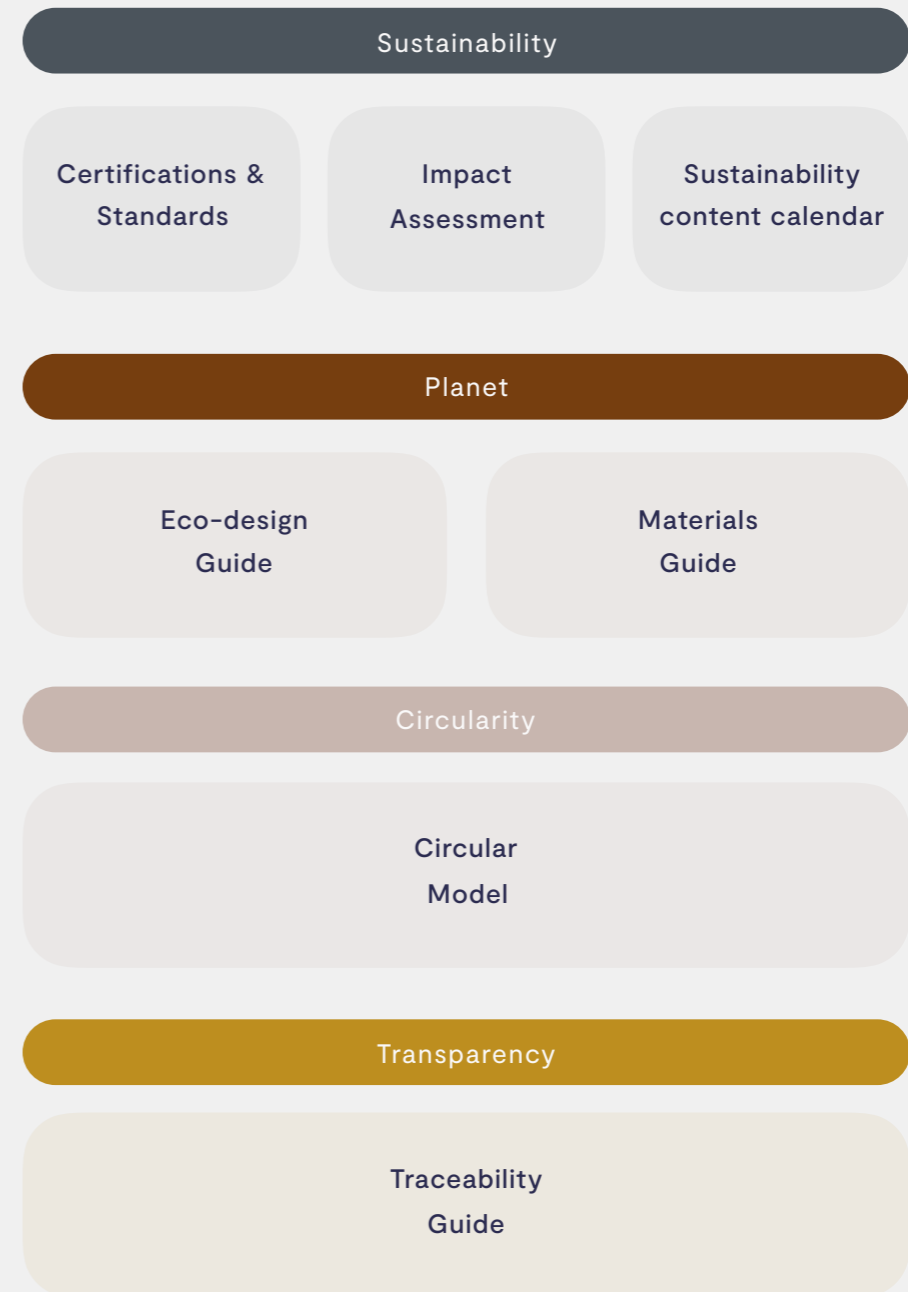 Sustainability
Certifications &
Standards
Impact
Assessment
Sustainability
content calendar
Planet
Eco-design
Guide
Materials
Guide
Circularity
Circular
Model
Transparency
Traceability
Guide